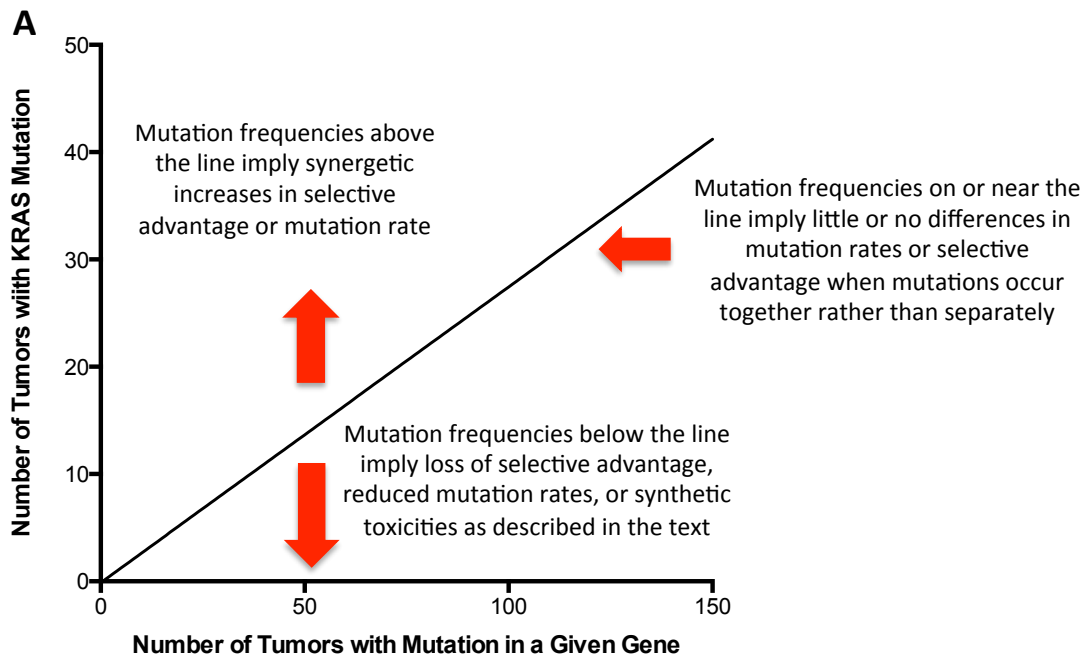 A
50
40
30
20
10
0
Number of Tumors wiith KRAS Mutation
Mutation frequencies above
the line imply synergetic
increases in selective
advantage or mutation rate
Mutation frequencies on or near the
line imply little or no differences in
mutation rates or selective
advantage when mutations occur
together rather than separately
Mutation frequencies below the line
imply loss of selective advantage,
reduced mutation rates, or synthetic
toxicities as described in the text
0
50
100
150
Number of Tumors with Mutation in a Given Gene